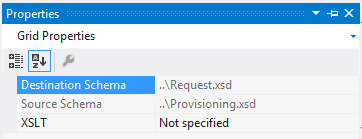 Properties
Grid Properties
Destination Schema ..\Request.xsd
Source Schema ..\Provisioning.xsd
XSLT Not specified